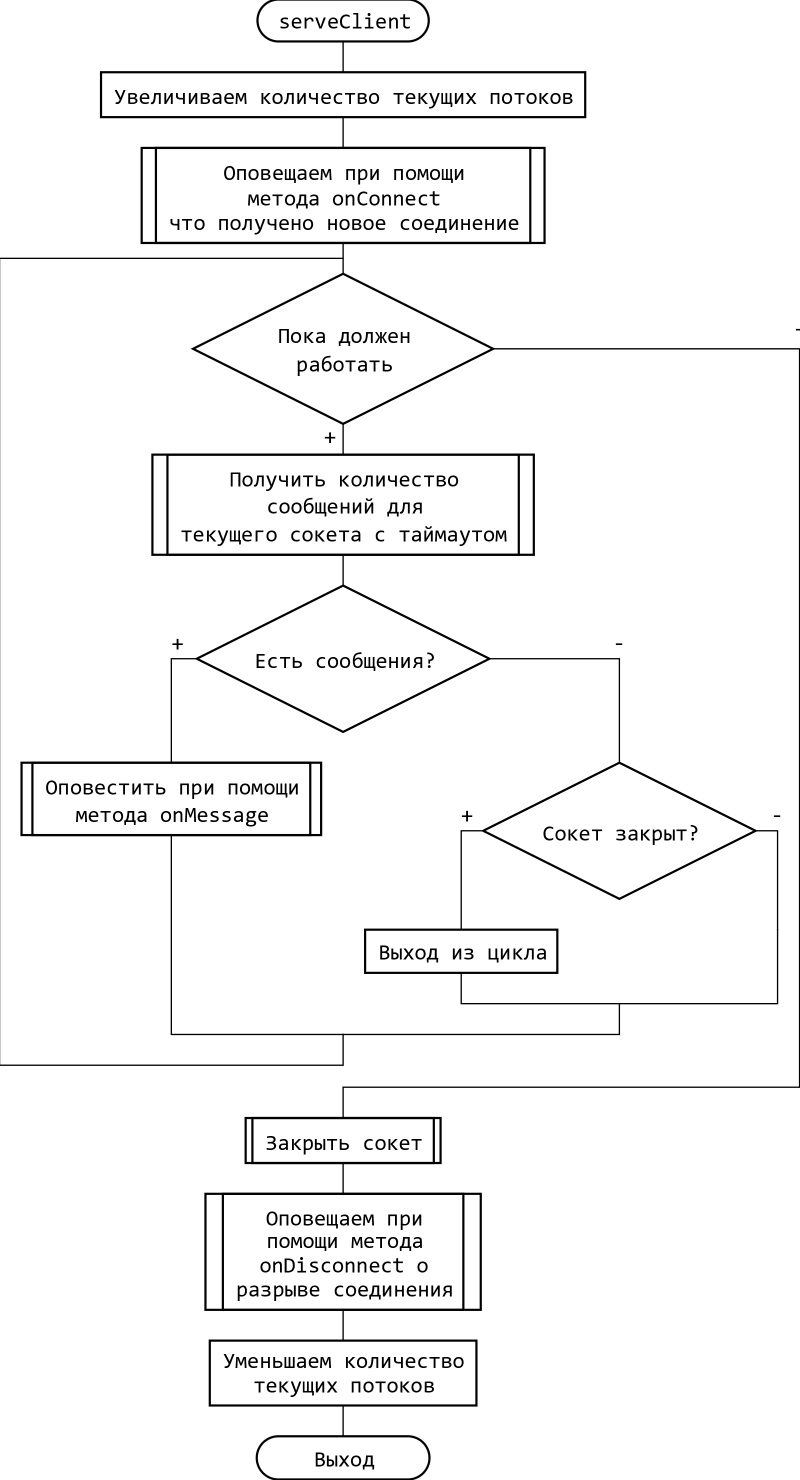 serveClient
Увеличиваем количество текущих потоков
Оповещаем при помощи
метода onConnect
что получено новое соединение
Пока должен
работать
-
+
Получить количество
сообщений для
текущего сокета с таймаутом
Есть сообщения?
+
-
Оповестить при помощи
метода onMessage
Сокет закрыт?
+
-
Выход из цикла
Закрыть сокет
Оповещаем при
помощи метода
onDisconnect о
разрыве соединения
Уменьшаем количество
текущих потоков
Выход